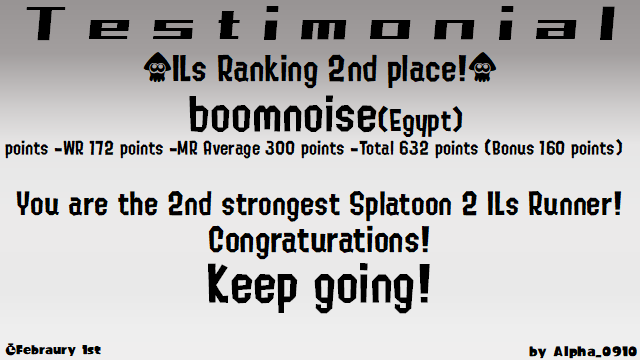 Testimonial
ILs Ranking 2nd place!
boomnoise(Egypt)
points -WR 172 points -MR Average 300 points -Total 632 points (Bonus 160 points)
You are the 2nd strongest Splatoon 2 ILs Runner!
Congraturations!
Keep going!
Febraury 1st
by Alpha_0910